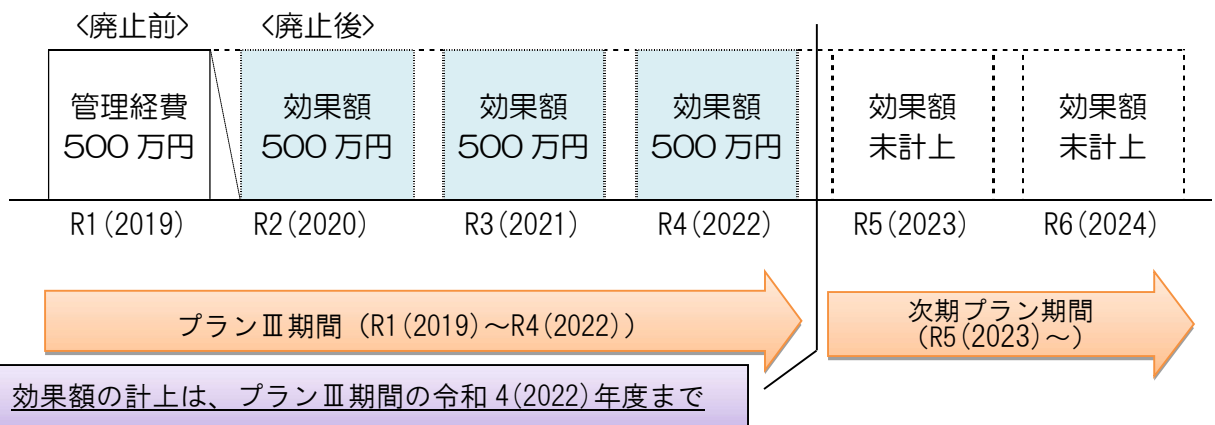 <廃止前>
<廃止後>
管理経費
500万円
効果額
500万円
効果額
500万円
効果額
500万円
効果額
未計上
効果額
未計上
R1(2019)
R2(2020)
R3(2021)
R4(2022)
R5(2023)
R6(2024)
プランⅢ期間（R1(2019)～R4(2022)）
次期プラン期間
(R5(2023)～)
効果額の計上は、プランⅢ期間の令和4(2022)年度まで